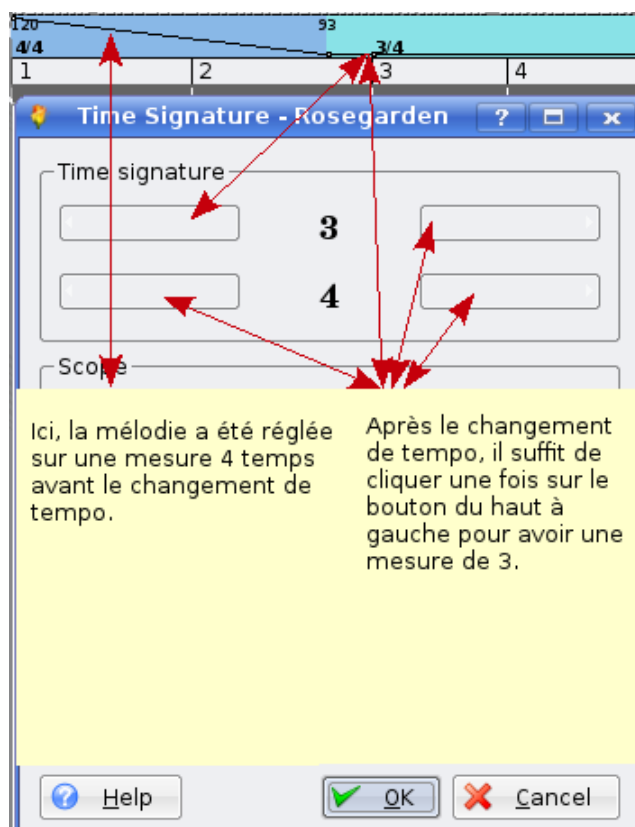 120 93
4/4 3/4
1 2 3 4
Time Signature - Rosegarden ?
Time signature
3
4
Scope
Ici, la mélodie a été réglée
sur une mesure 4 temps
avant le changement de
tempo.
Après le changement
de tempo, il suffit de
cliquer une fois sur le
bouton du haut à
gauche pour avoir une
mesure de 3.
Help OK Cancel